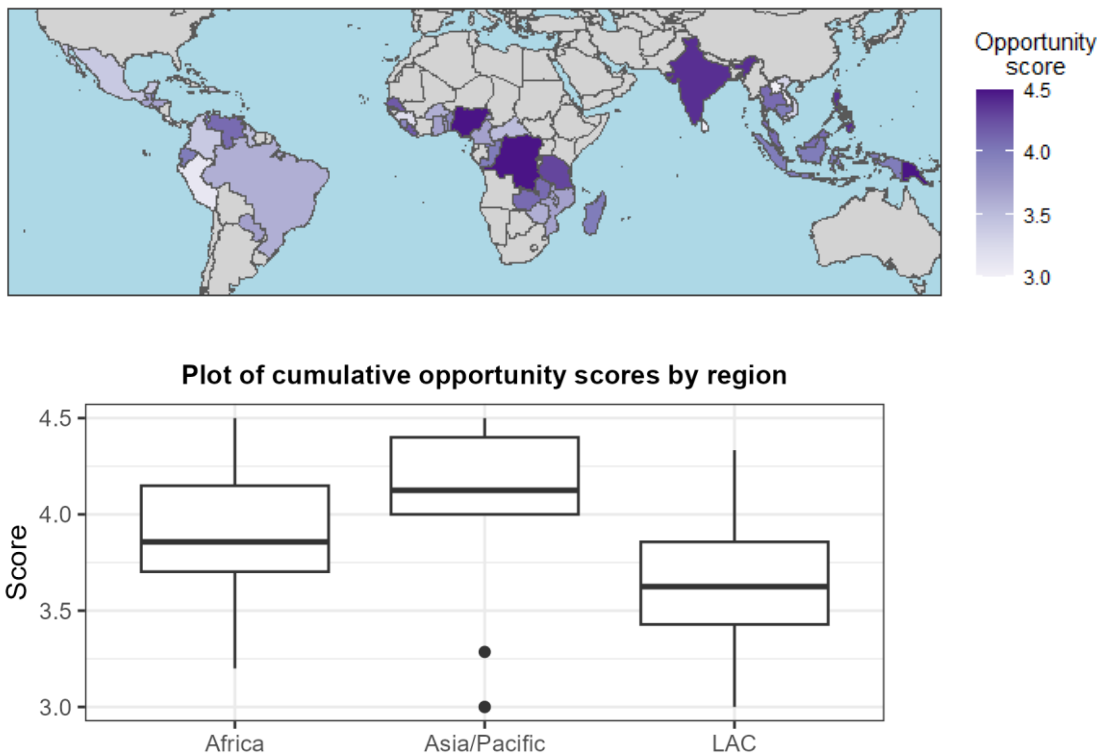 Opportunity
score
4.5
4.0
3.5
3.0
Plot of cumulative opportunity scores by region
4.5
4.0
3.5
3.0
Score
Africa
Asia/Pacific
LAC